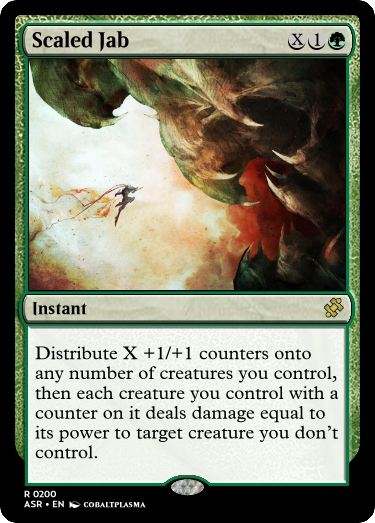 Scaled Jab X 1
Instant
Distribute X +1/+1 counters onto
any number of creatures you control,
then each creature you control with a
counter on it deals damage equal to
its power to target creature you don't
control.
R 0200
ASR • EN COBALTPLASMA